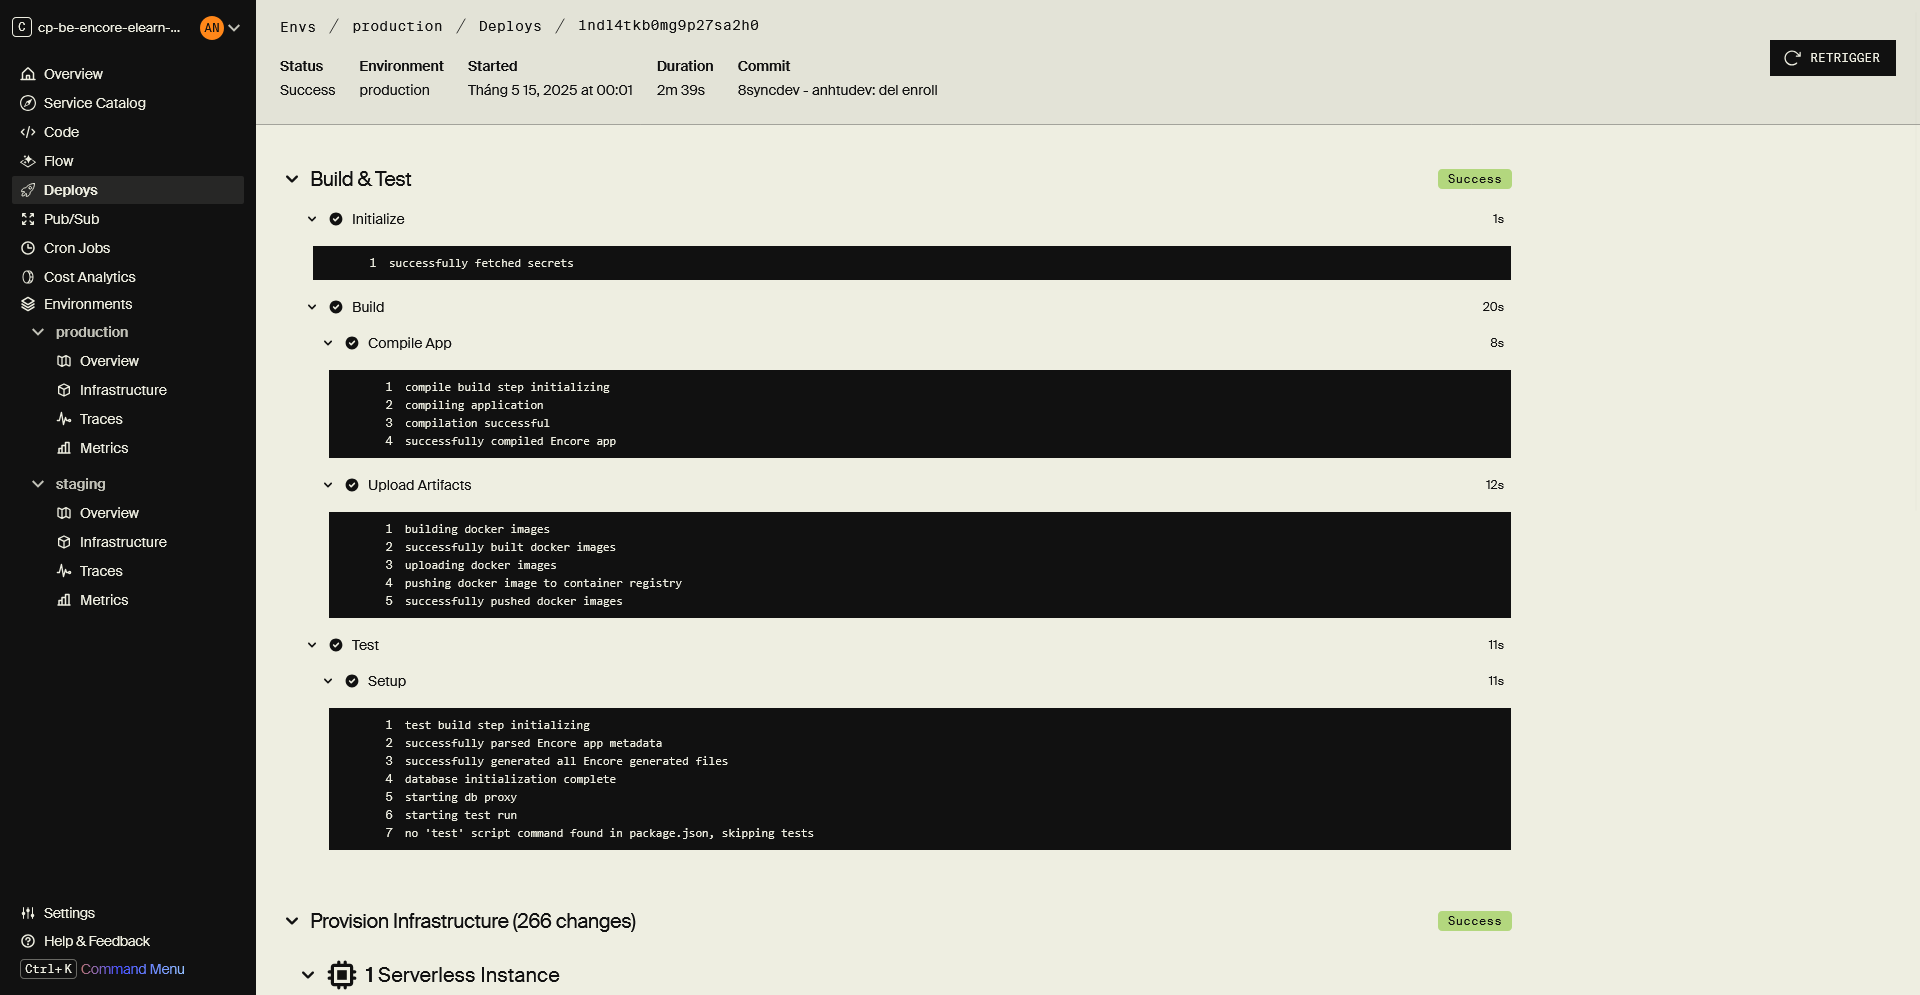 C cp-be-encore-elearn-... AN
Overview
Service Catalog
Code
Flow
Deploys
Pub/Sub
Cron Jobs
Cost Analytics
Environments
production
Overview
Infrastructure
Traces
Metrics
staging
Overview
Infrastructure
Traces
Metrics
Settings
Help & Feedback
Ctrl+K Command Menu
Envs / production / Deploys / 1ndl4tkb0mg9p27sa2h0
Status Environment Started Duration Commit
Success production Tháng 5 15, 2025 at 00:01 2m 39s 8syncdev - anhtudev: del enroll
RETRIGGER
Build & Test Success
Initialize 1s
1 successfully fetched secrets
Build 20s
Compile App 8s
1 compile build step initializing
2 compiling application
3 compilation successful
4 successfully compiled Encore app
Upload Artifacts 12s
1 building docker images
2 successfully built docker images
3 uploading docker images
4 pushing docker image to container registry
5 successfully pushed docker images
Test 11s
Setup 11s
1 test build step initializing
2 successfully parsed Encore app metadata
3 successfully generated all Encore generated files
4 database initialization complete
5 starting db proxy
6 starting test run
7 no 'test' script command found in package.json, skipping tests
Provision Infrastructure (266 changes) Success
1 Serverless Instance